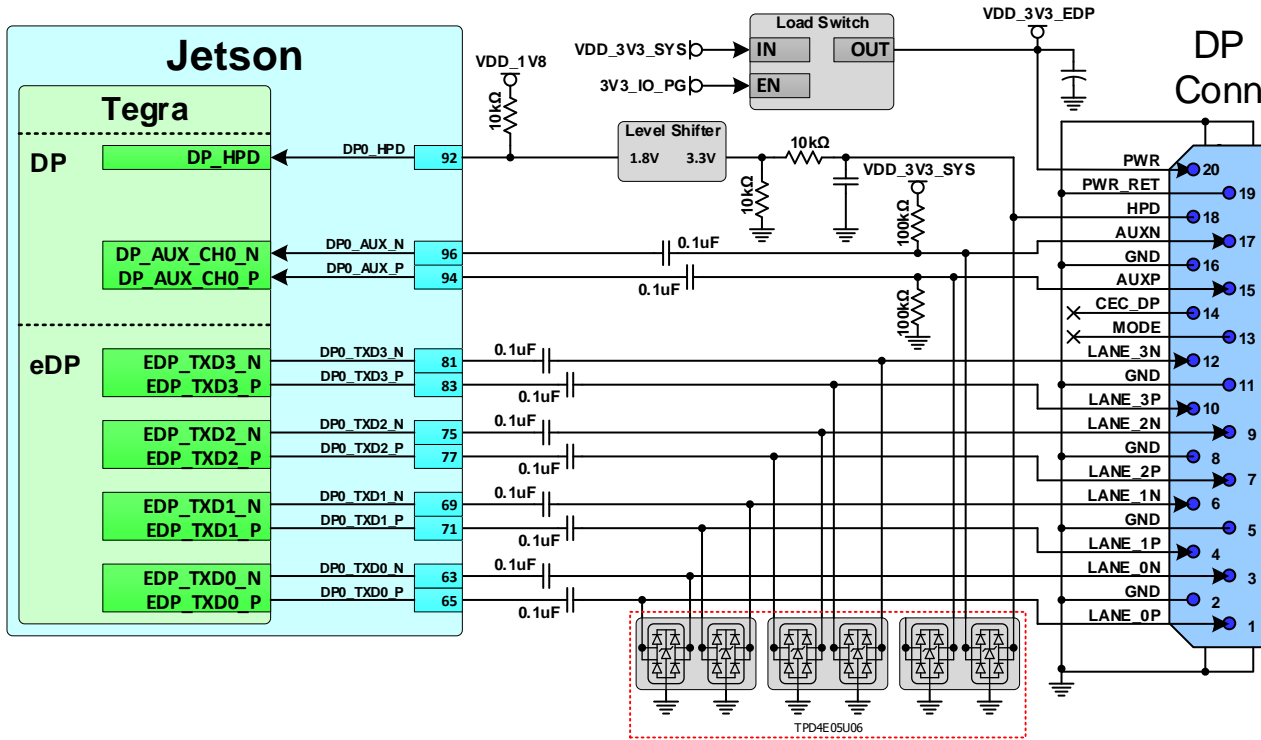 Load Switch
VDD_3V3_EDP
VDD_3V3_SYS
IN
OUT
3V3_IO_PG
EN
DP
Conn
Jetson
VDD_1V8
Tegra
10kΩ
Level Shifter
1.8V
3.3V
10kΩ
10kΩ
VDD_3V3_SYS
100kΩ
100kΩ
DP
DP_HPD
DP0_HPD
92
DP_AUX_CH0_N
DP0_AUX_N
96
0.1uF
DP_AUX_CH0_P
DP0_AUX_P
94
0.1uF
eDP
EDP_TXD3_N
DP0_TXD3_N
81
0.1uF
EDP_TXD3_P
DP0_TXD3_P
83
0.1uF
EDP_TXD2_N
DP0_TXD2_N
75
0.1uF
EDP_TXD2_P
DP0_TXD2_P
77
0.1uF
EDP_TXD1_N
DP0_TXD1_N
69
0.1uF
EDP_TXD1_P
DP0_TXD1_P
71
0.1uF
EDP_TXD0_N
DP0_TXD0_N
63
0.1uF
EDP_TXD0_P
DP0_TXD0_P
65
0.1uF
PWR
20
PWR_RET
19
HPD
18
AUXN
17
GND
16
AUXP
15
CEC_DP
14
MODE
13
LANE_3N
12
GND
11
LANE_3P
10
LANE_2N
9
GND
8
LANE_2P
7
LANE_1N
6
GND
5
LANE_1P
4
LANE_0N
3
GND
2
LANE_0P
1
TPD4E05U06